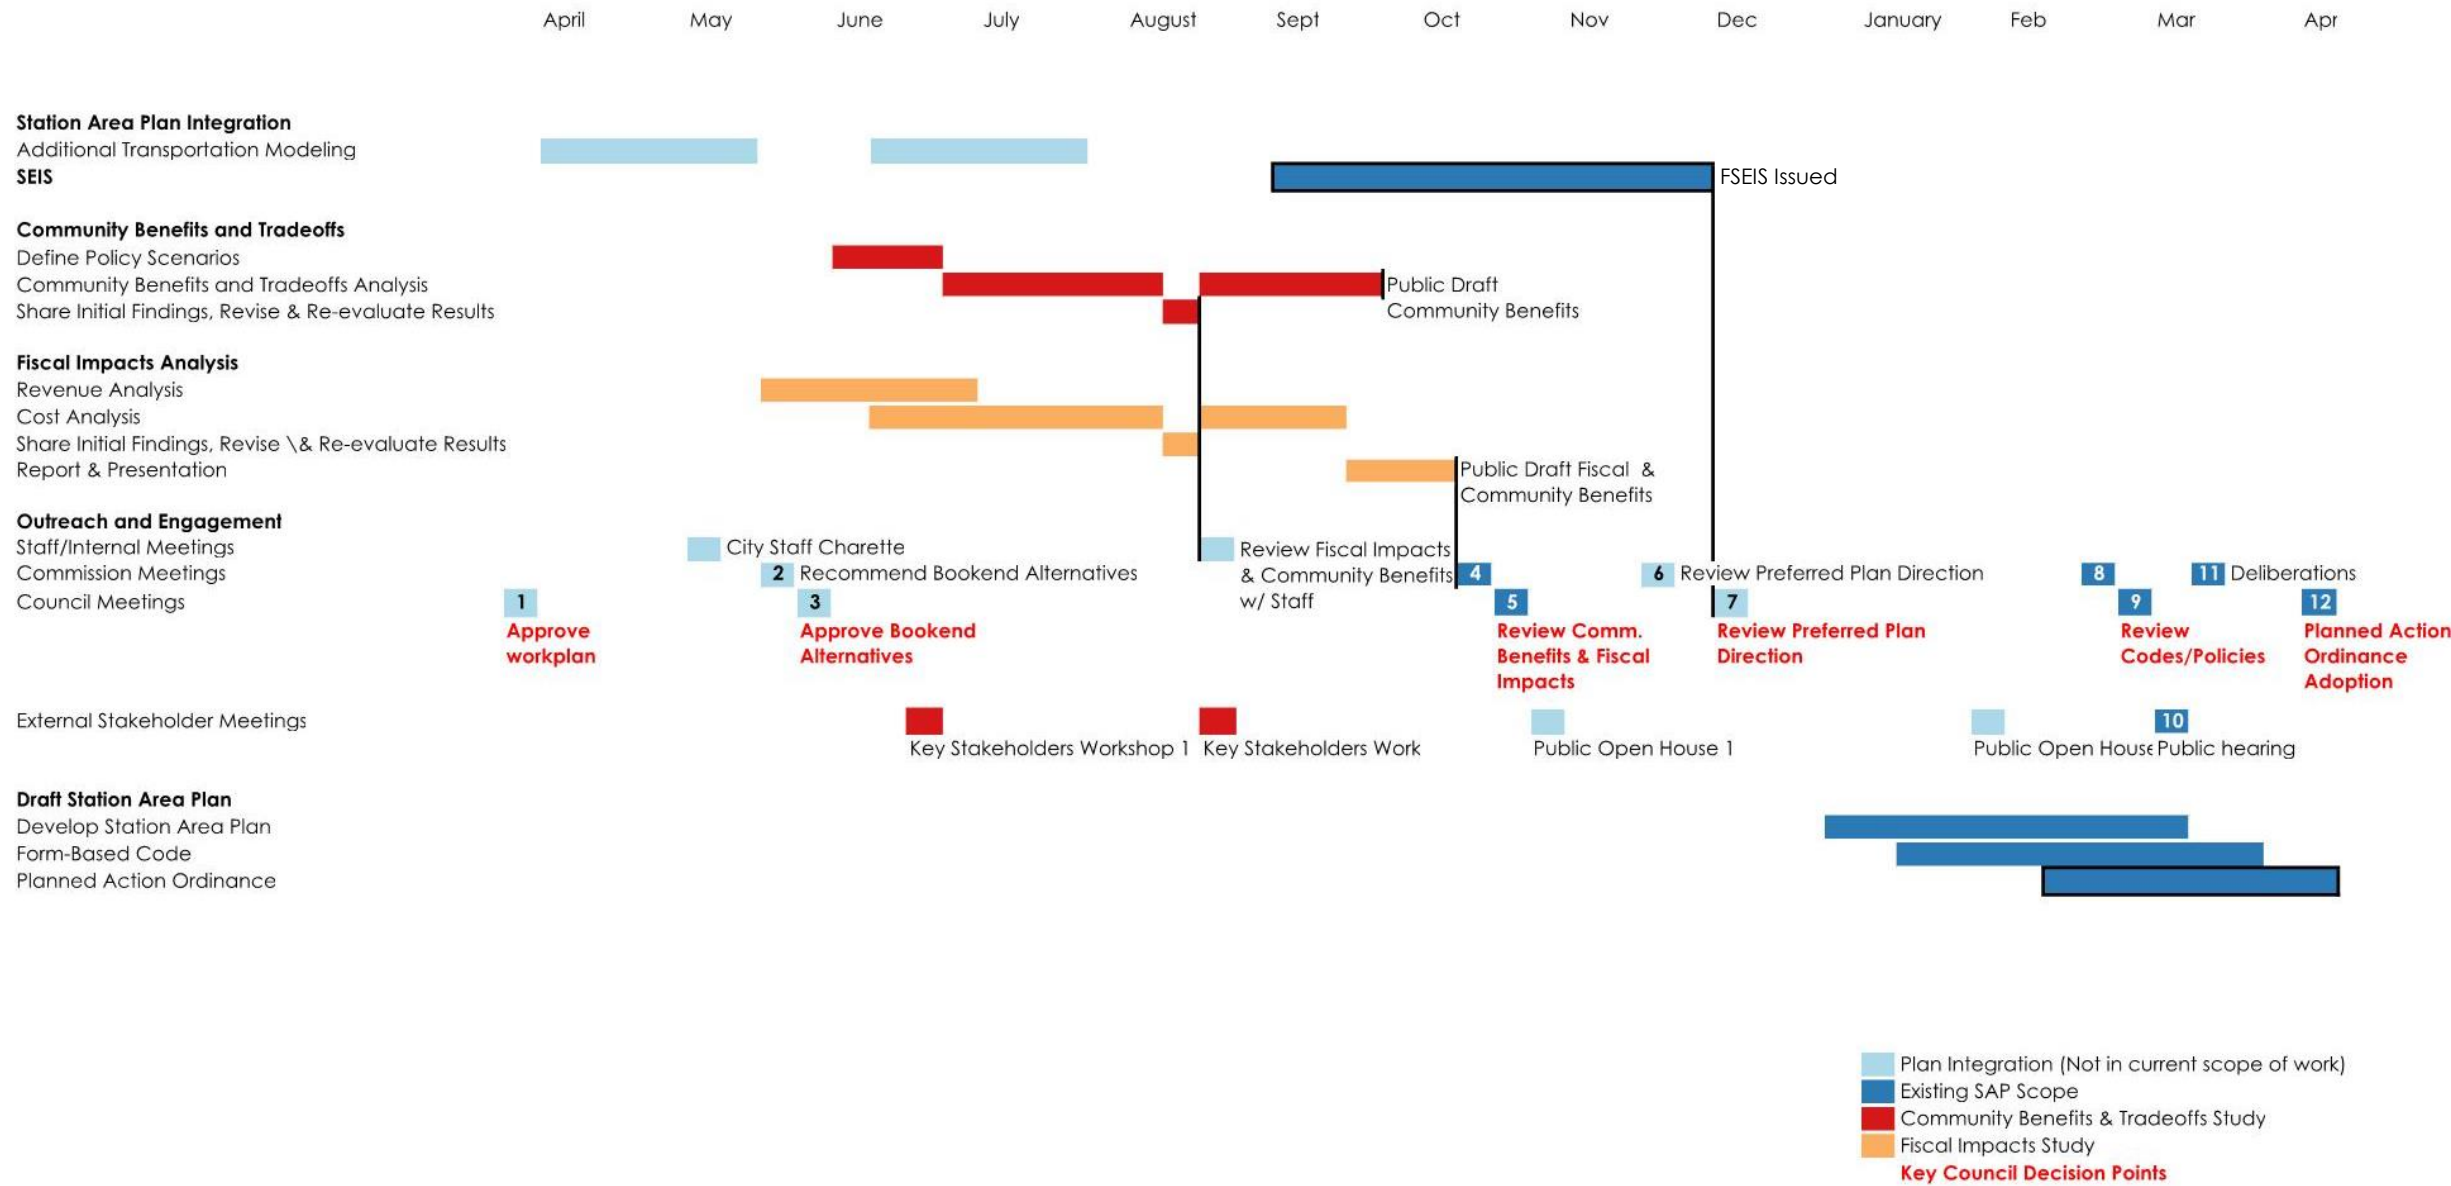 April May June July August Sept Oct Nov Dec January Feb Mar Apr
Station Area Plan Integration
Additional Transportation Modeling
SEIS
FSEIS Issued
Community Benefits and Tradeoffs
Define Policy Scenarios
Community Benefits and Tradeoffs Analysis
Public Draft
Share Initial Findings, Revise & Re-evaluate Results
Community Benefits
Fiscal Impacts Analysis
Revenue Analysis
Cost Analysis
Share Initial Findings, Revise \& Re-evaluate Results
Report & Presentation
Public Draft Fiscal &
Community Benefits
Outreach and Engagement
Staff/Internal Meetings
City Staff Charette
Review Fiscal Impacts
& Community Benefits
w/ Staff
Commission Meetings
2 Recommend Bookend Alternatives
4
6 Review Preferred Plan Direction
8
11 Deliberations
Council Meetings
1
3
5
7
9
12
Approve
workplan
Approve Bookend
Alternatives
Review Comm.
Benefits & Fiscal
Impacts
Review Preferred Plan
Direction
Review
Codes/Policies
Planned Action
Ordinance
Adoption
External Stakeholder Meetings
10
Key Stakeholders Workshop 1
Key Stakeholders Work
Public Open House 1
Public Open House
Public hearing
Draft Station Area Plan
Develop Station Area Plan
Form-Based Code
Planned Action Ordinance
Plan Integration (Not in current scope of work)
Existing SAP Scope
Community Benefits & Tradeoffs Study
Fiscal Impacts Study
Key Council Decision Points